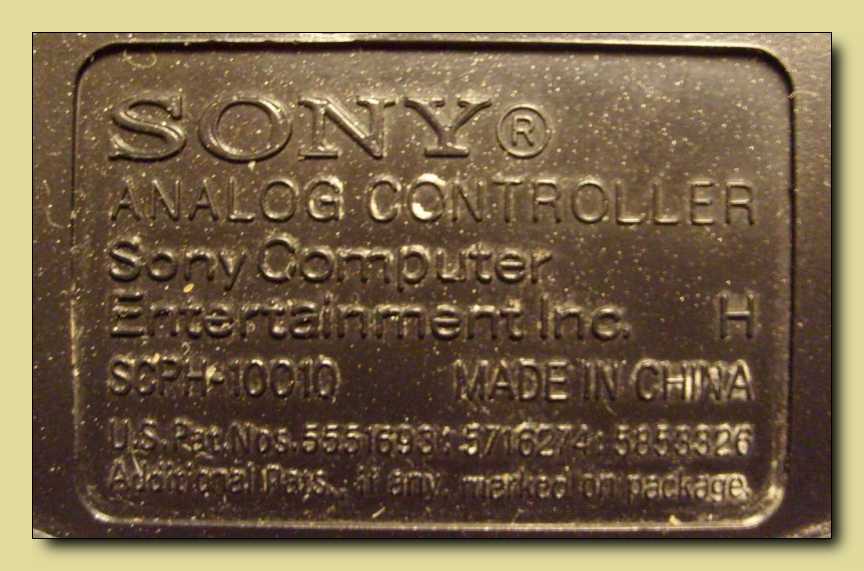 SONY®
ANALOG CONTROLLER
Sony Computer
Entertainment Inc. H
SCPH-10010 MADE IN CHINA
U.S. Pat. Nos. 5551693; 5716274; 5853326
Additional Pats., if any, marked on package.